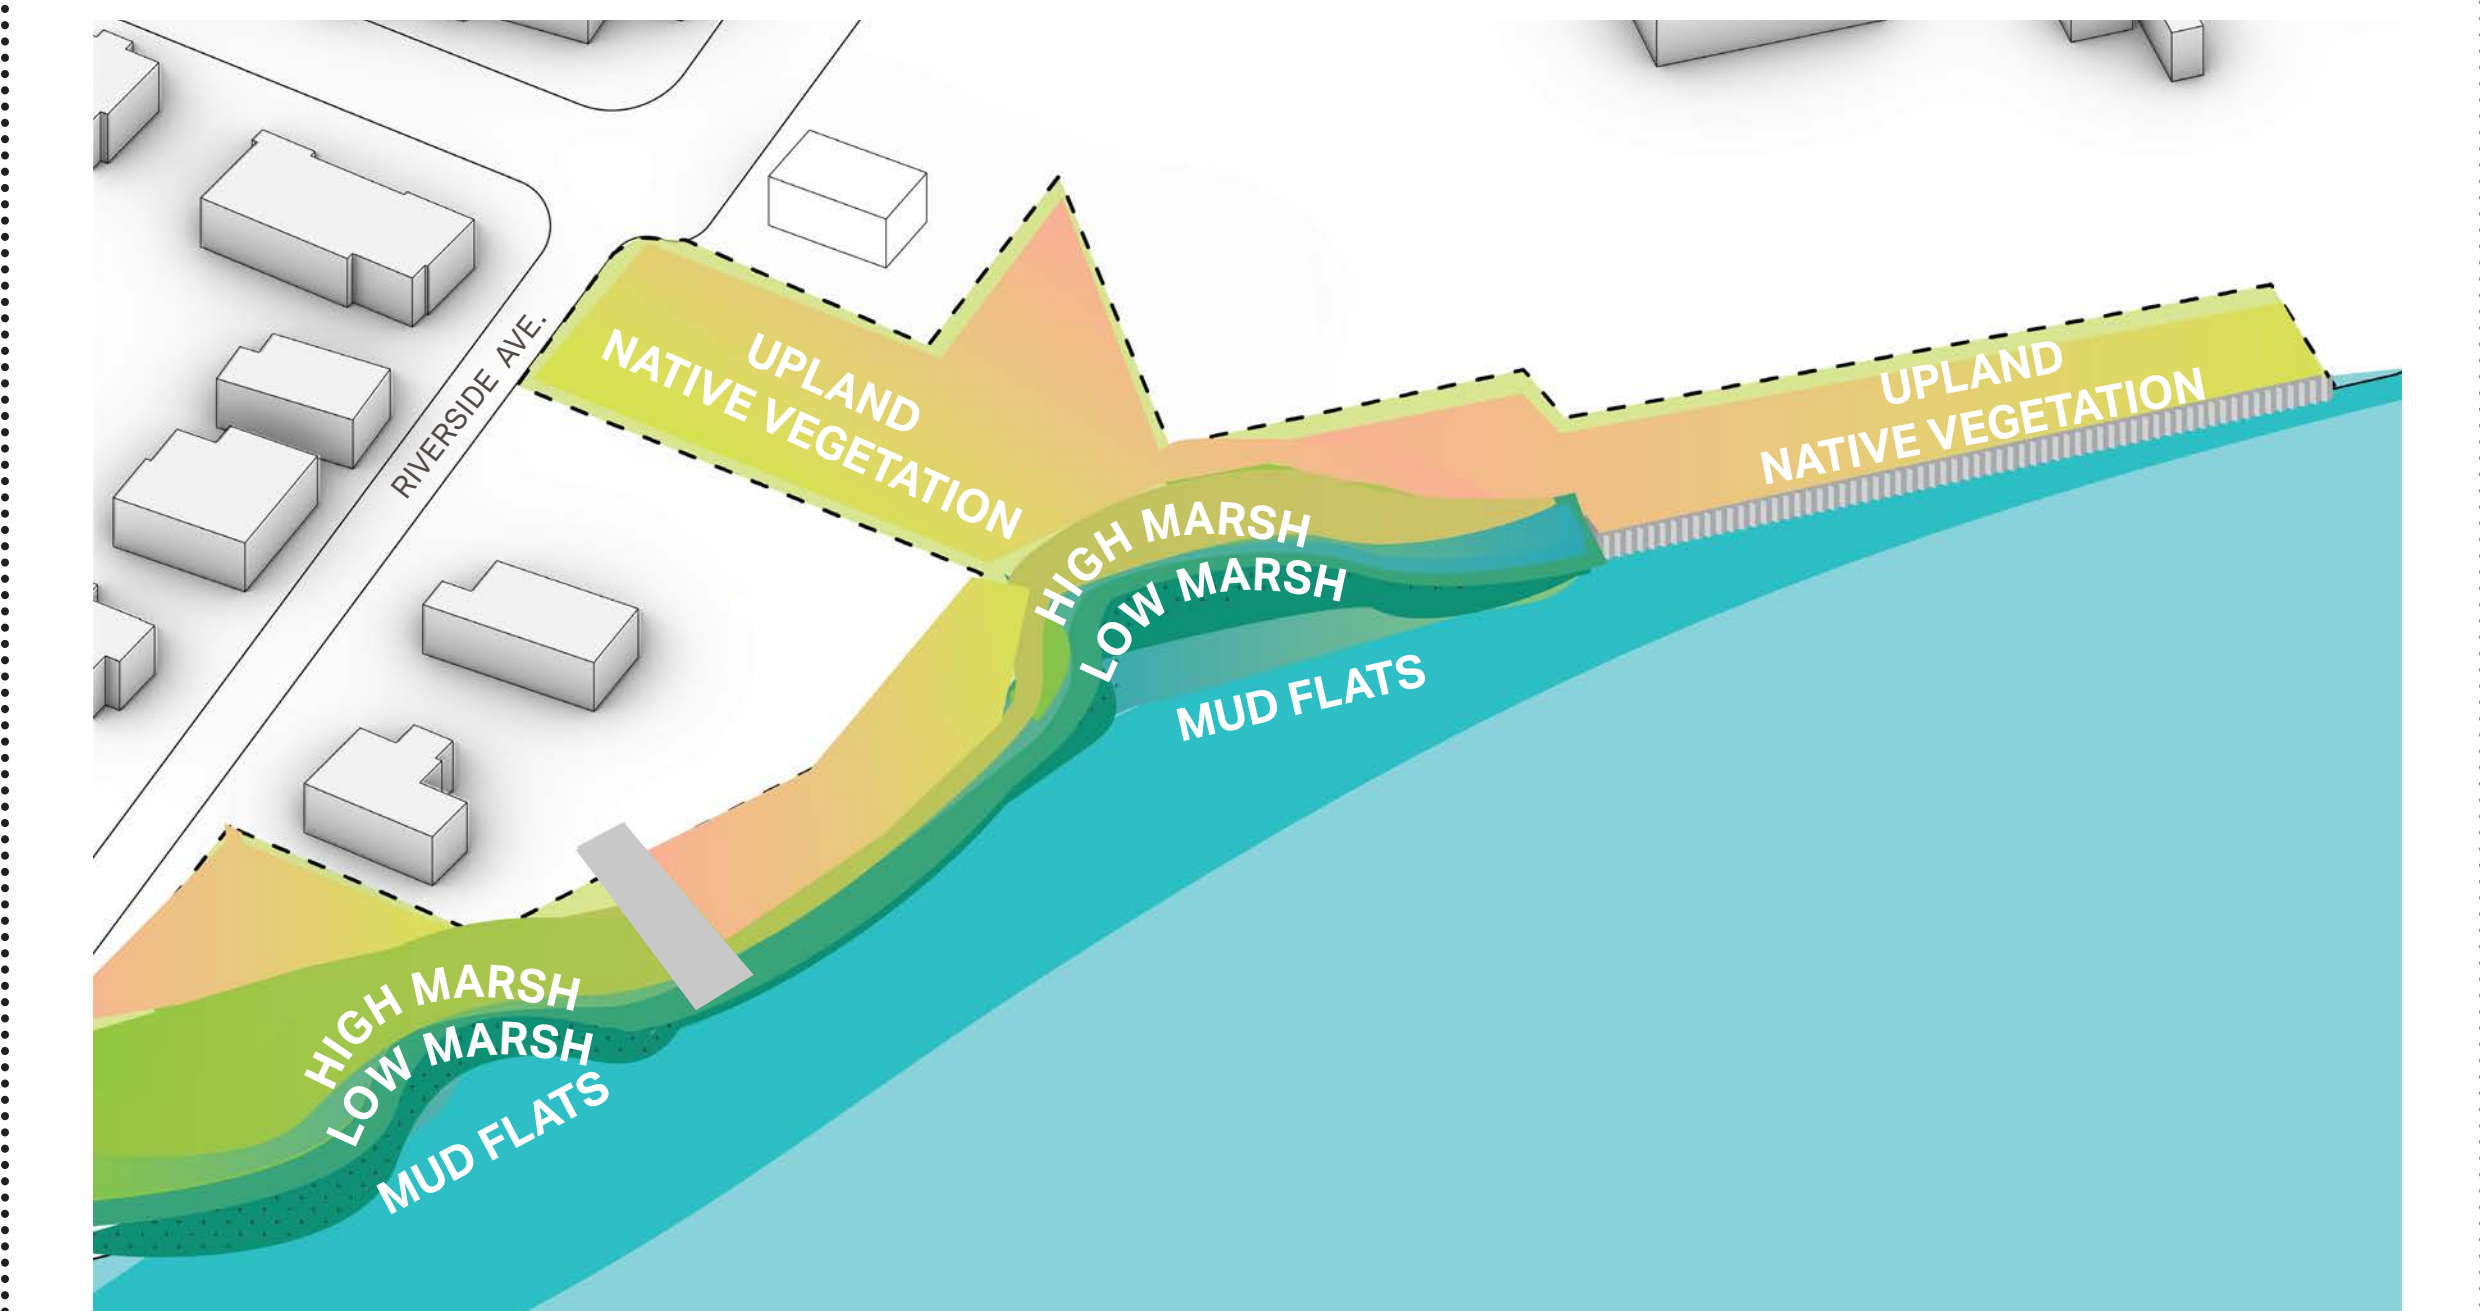 RIVERSIDE AVE.
UPLAND
NATIVE VEGETATION
UPLAND
NATIVE VEGETATION
HIGH MARSH
LOW MARSH
MUD FLATS
HIGH MARSH
LOW MARSH
MUD FLATS